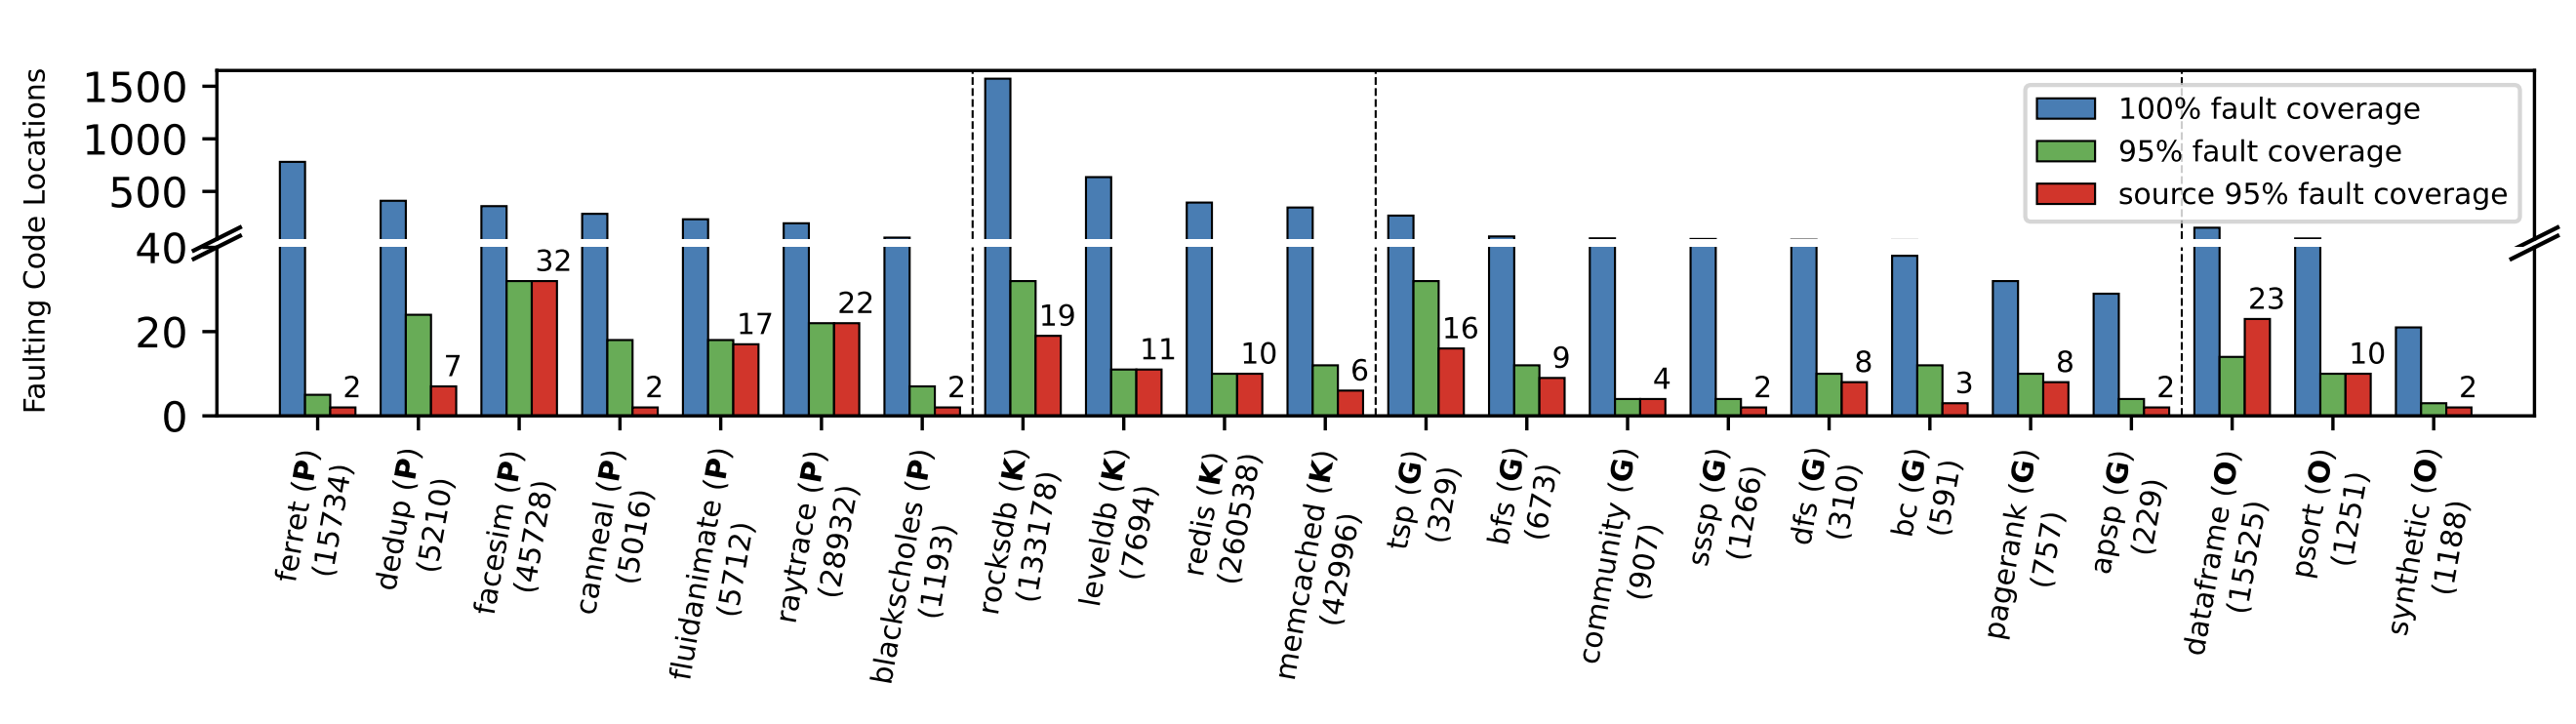 Faulting Code Locations
1500
1000
500
40
20
0
100% fault coverage
95% fault coverage
source 95% fault coverage
2
7
32
2
17
22
2
19
11
10
6
16
9
4
2
8
3
8
2
23
10
2
ferret (P)
(15734)
dedup (P)
(5210)
facesim (P)
(45728)
canneal (P)
(5016)
fluidanimate (P)
(5712)
raytrace (P)
(28932)
blackscholes (P)
(1193)
rocksdb (K)
(133178)
leveldb (K)
(7694)
redis (K)
(260538)
memcached (K)
(42996)
tsp (G)
(329)
bfs (G)
(673)
community (G)
(907)
sssp (G)
(1266)
dfs (G)
(310)
bc (G)
(591)
pagerank (G)
(757)
apsp (G)
(229)
dataframe (O)
(15525)
psort (O)
(1251)
synthetic (O)
(1188)